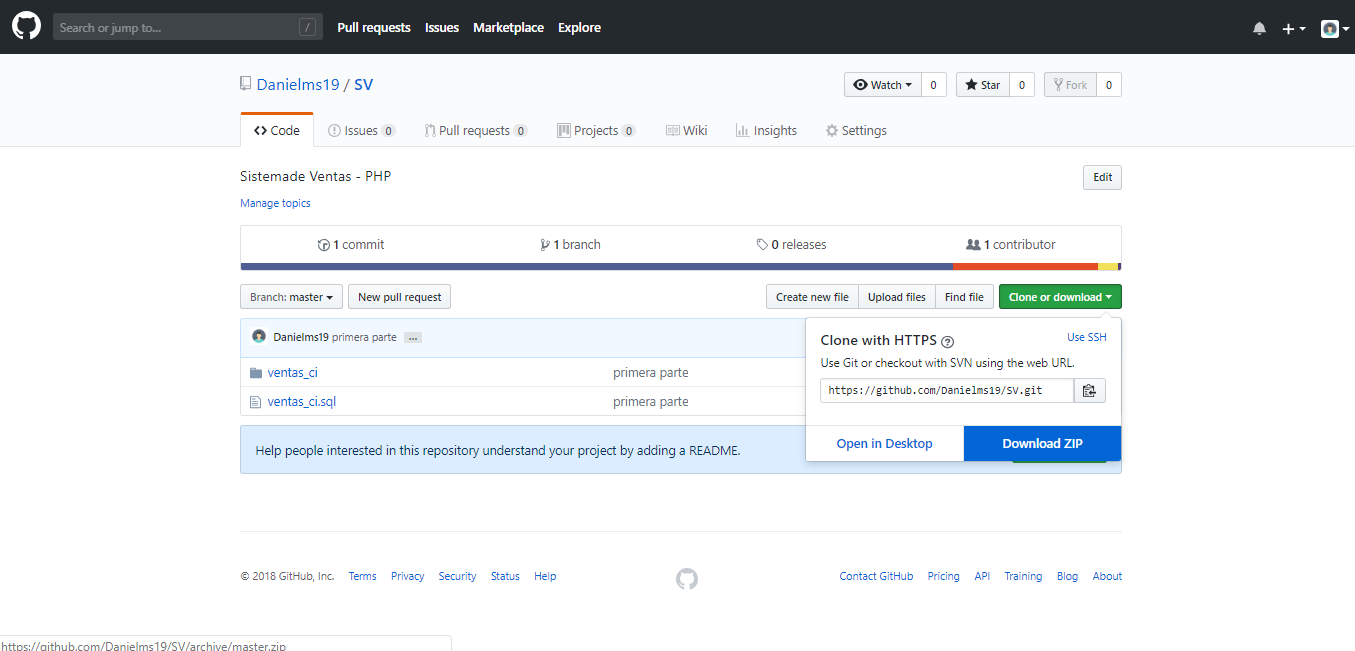 Search or jump to... / Pull requests Issues Marketplace Explore
Danielms19 / SV Watch 0 Star 0 Fork 0
Code Issues 0 Pull requests 0 Projects 0 Wiki Insights Settings
Sistemade Ventas - PHP Edit
Manage topics
1 commit 1 branch 0 releases 1 contributor
Branch: master New pull request Create new file Upload files Find file Clone or download
Danielms19 primera parte ...
ventas_ci primera parte
ventas_ci.sql primera parte
Clone with HTTPS ? Use SSH
Use Git or checkout with SVN using the web URL.
https://github.com/Danielms19/SV.git
Open in Desktop Download ZIP
Help people interested in this repository understand your project by adding a README.
© 2018 GitHub, Inc. Terms Privacy Security Status Help Contact GitHub Pricing API Training Blog About
https://github.com/Danielms19/SV/archive/master.zip